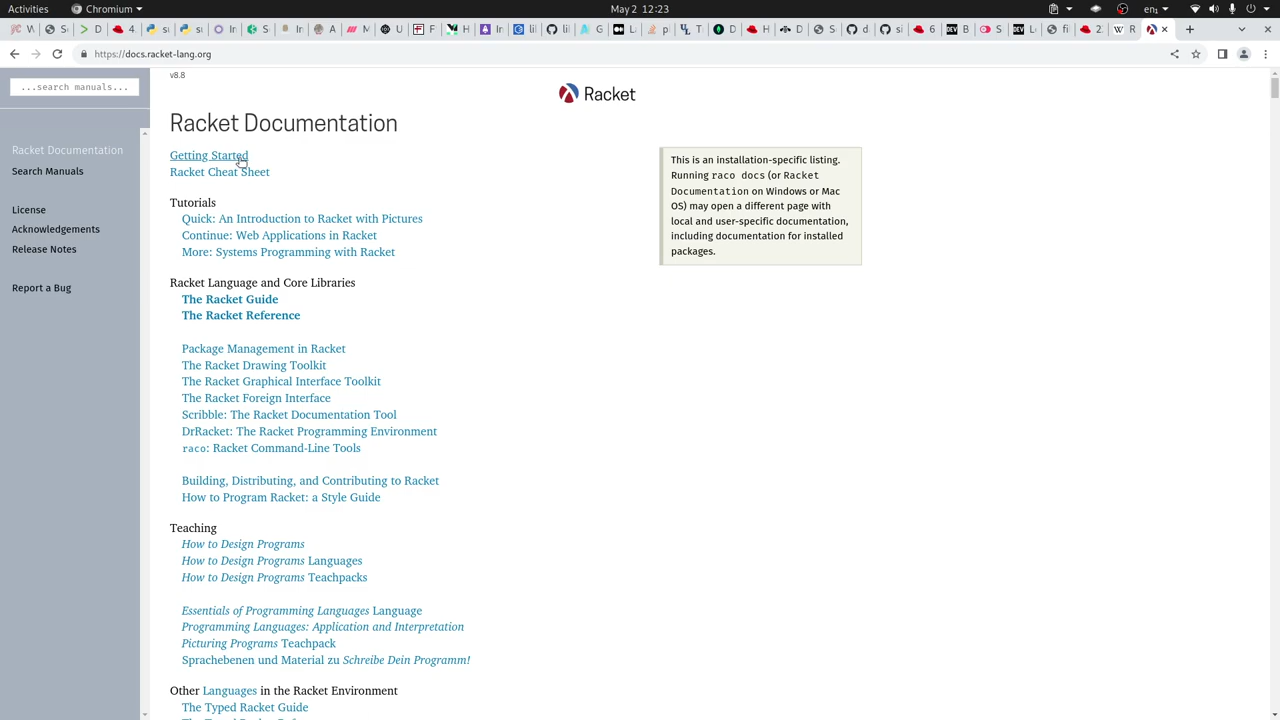 Activities
Chromium
May 2  12:23
https://docs.racket-lang.org
...search manuals...
Racket Documentation
Search Manuals
License
Acknowledgements
Release Notes
Report a Bug
v8.8
Racket
Racket Documentation
Getting Started
Racket Cheat Sheet
This is an installation-specific listing.
Running raco docs (or Racket
Documentation on Windows or Mac
OS) may open a different page with
local and user-specific documentation,
including documentation for installed
packages.
Tutorials
Quick: An Introduction to Racket with Pictures
Continue: Web Applications in Racket
More: Systems Programming with Racket
Racket Language and Core Libraries
The Racket Guide
The Racket Reference
Package Management in Racket
The Racket Drawing Toolkit
The Racket Graphical Interface Toolkit
The Racket Foreign Interface
Scribble: The Racket Documentation Tool
DrRacket: The Racket Programming Environment
raco: Racket Command-Line Tools
Building, Distributing, and Contributing to Racket
How to Program Racket: a Style Guide
Teaching
How to Design Programs
How to Design Programs Languages
How to Design Programs Teachpacks
Essentials of Programming Languages Language
Programming Languages: Application and Interpretation
Picturing Programs Teachpack
Sprachebenen und Material zu Schreibe Dein Programm!
Other Languages in the Racket Environment
The Typed Racket Guide